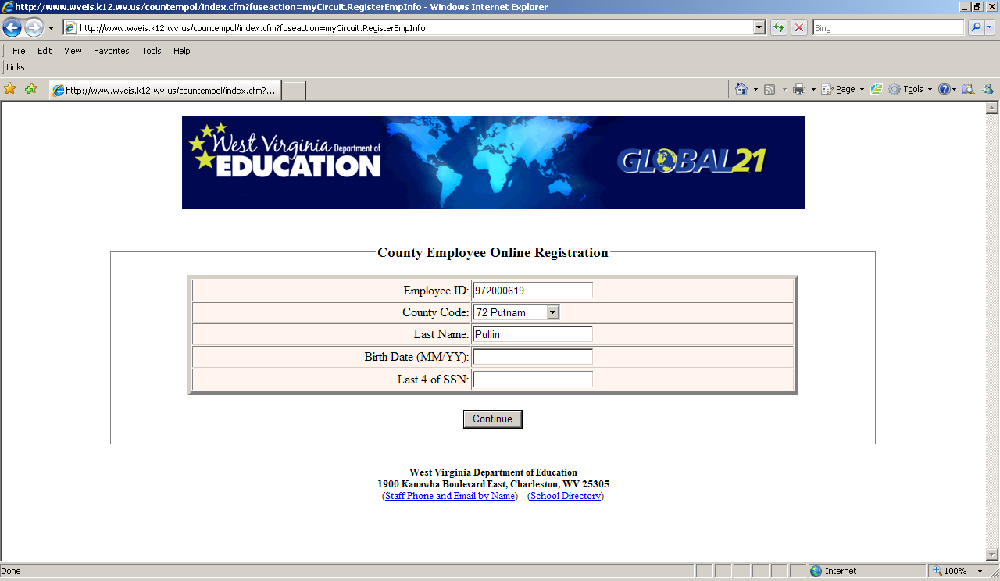 http://www.wveis.k12.wv.us/countempol/index.cfm?fuseaction=myCircuit.RegisterEmpInfo - Windows Internet Explorer
http://www.wveis.k12.wv.us/countempol/index.cfm?fuseaction=myCircuit.RegisterEmpInfo Bing
File Edit View Favorites Tools Help
Links
http://www.wveis.k12.wv.us/countempol/index.cfm?... Page Tools
West Virginia Department of
EDUCATION
GLOBAL21
County Employee Online Registration
Employee ID: 972000619
County Code: 72 Putnam
Last Name: Pullin
Birth Date (MM/YY):
Last 4 of SSN:
Continue
West Virginia Department of Education
1900 Kanawha Boulevard East, Charleston, WV 25305
(Staff Phone and Email by Name) (School Directory)
Done Internet 100%